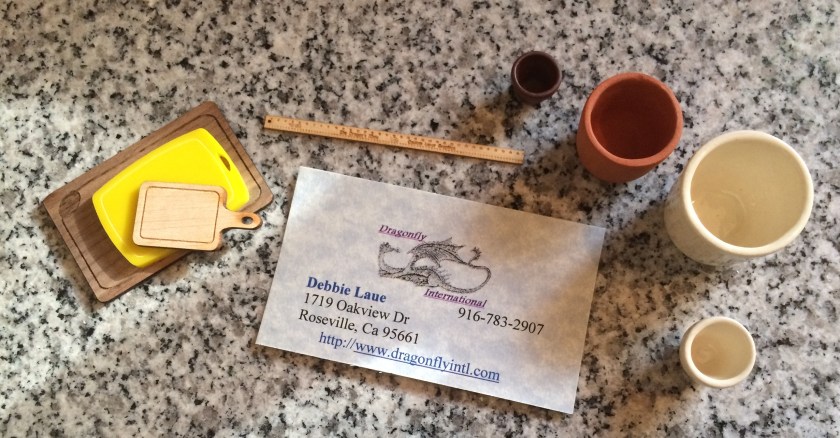 Dragonfly
International
Debbie Laue
916-783-2907
1719 Oakview Dr
Roseville, Ca 95661
http://www.dragonflyintl.com